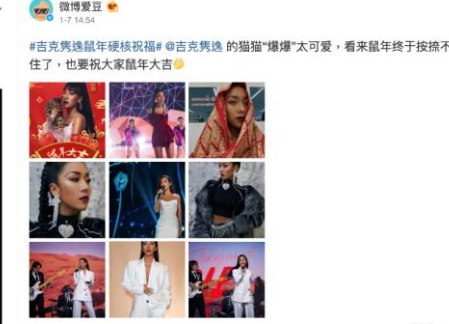 微博爱豆
1-7 14:54
#吉克隽逸鼠年硬核祝福# @吉克隽逸 的猫猫“爆爆”太可爱，看来鼠年终于按捺不
住了，也要祝大家鼠年大吉